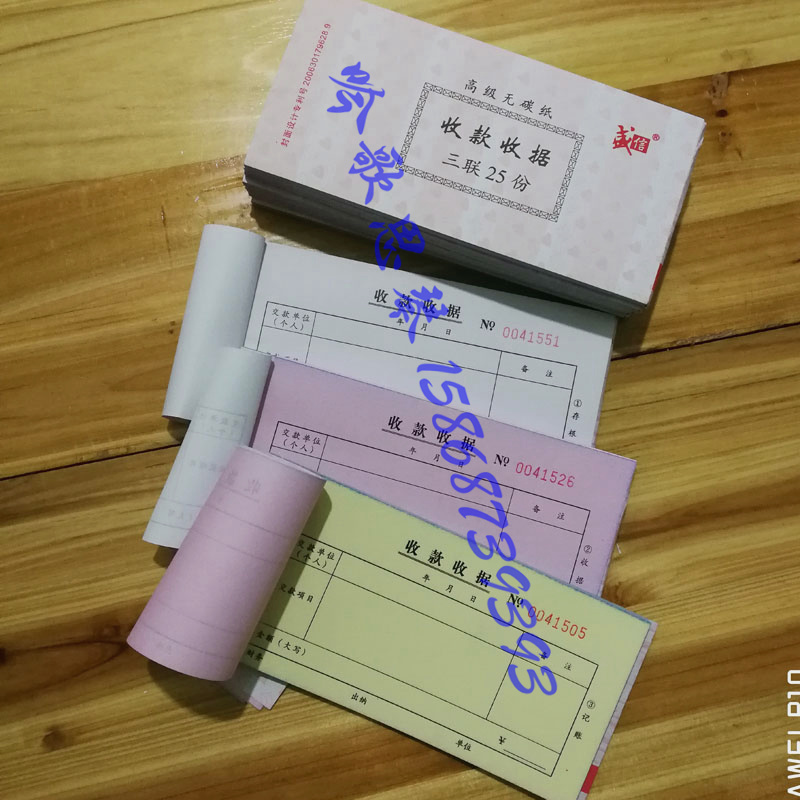 封面设计专利号 200630179628.9
高级无碳纸
收款收据
三联25份
盛信®
收款收据
年 月 日
№ 0041551
交款单位
(个人)
备 注
①存根
收款收据
年 月 日
№ 0041526
交款单位
(个人)
备 注
②收据
收款收据
年 月 日
№ 0041505
交款单位
(个人)
交款项目
备 注
金额(大写)
③记账
出纳
单位
15868739393